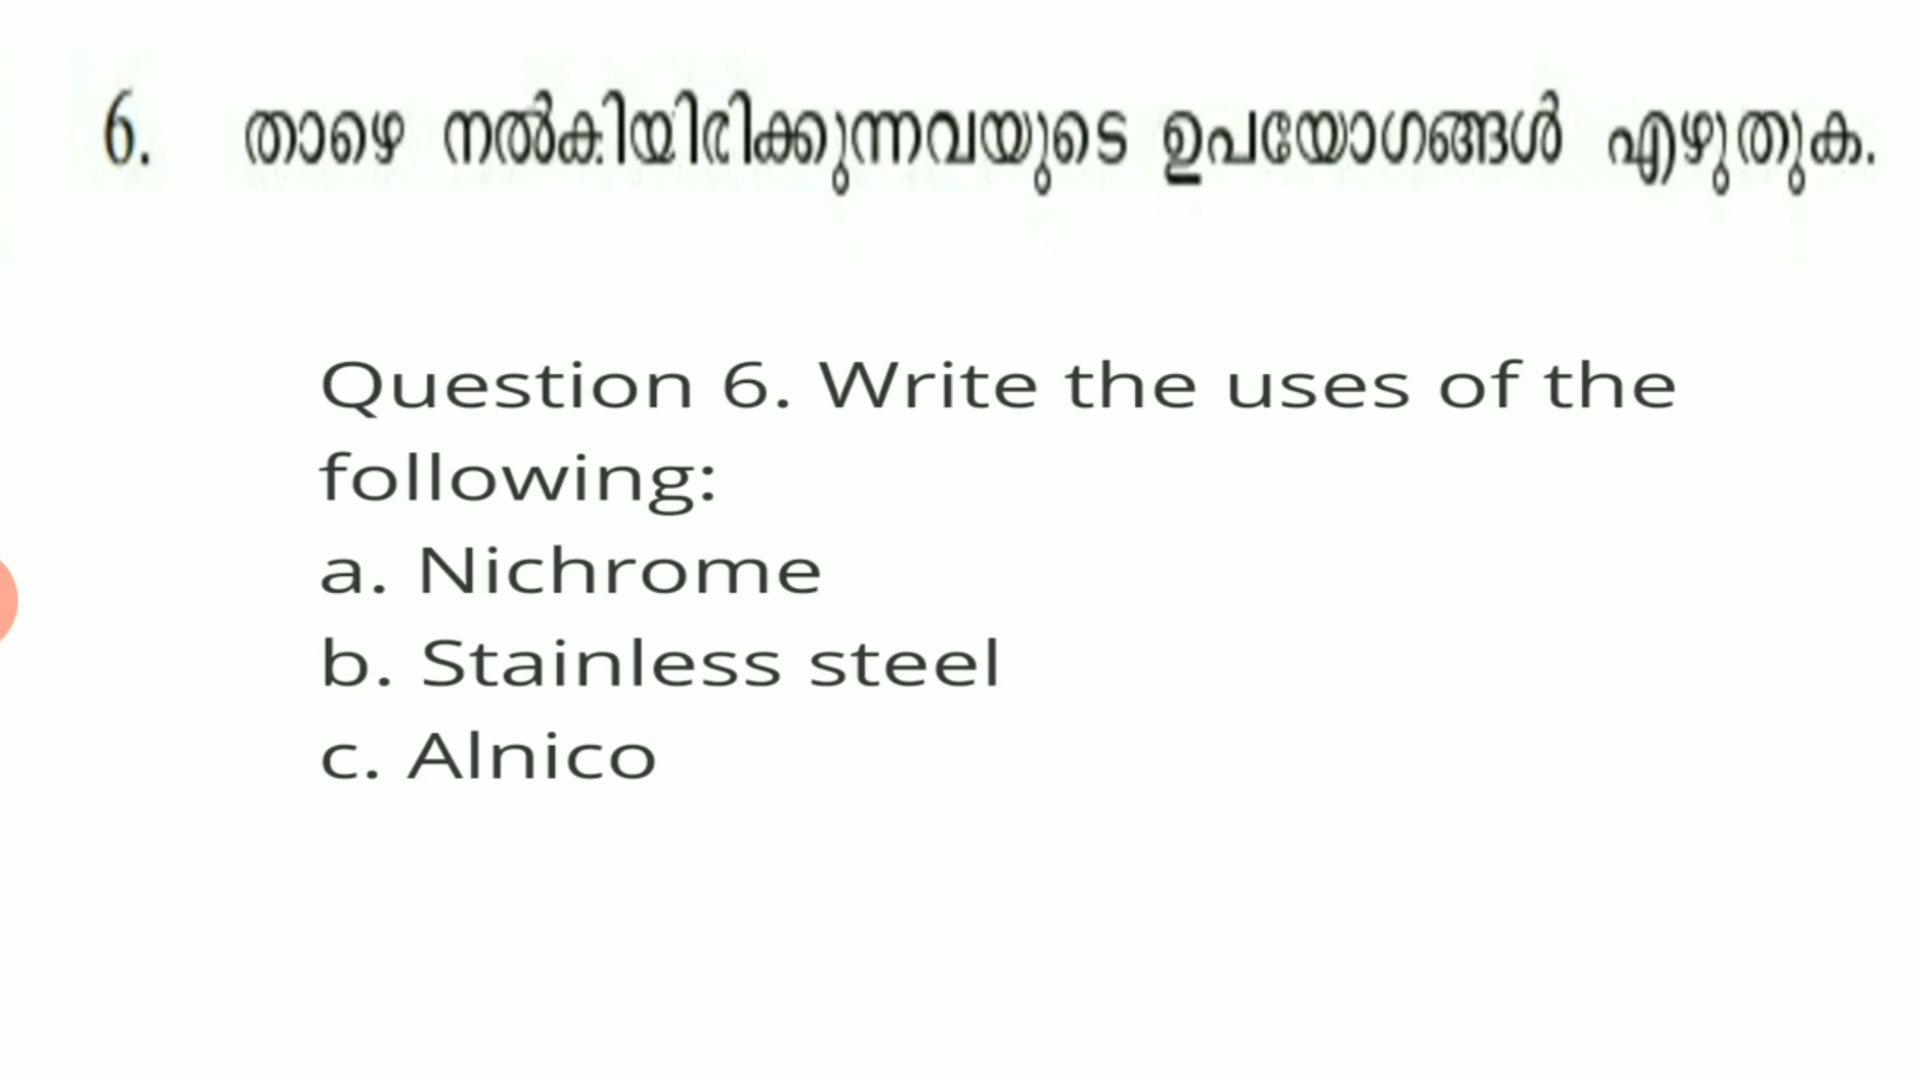 6. താഴെ നൽകിയിരിക്കുന്നവയുടെ ഉപയോഗങ്ങൾ എഴുതുക.
Question 6. Write the uses of the
following:
a. Nichrome
b. Stainless steel
c. Alnico